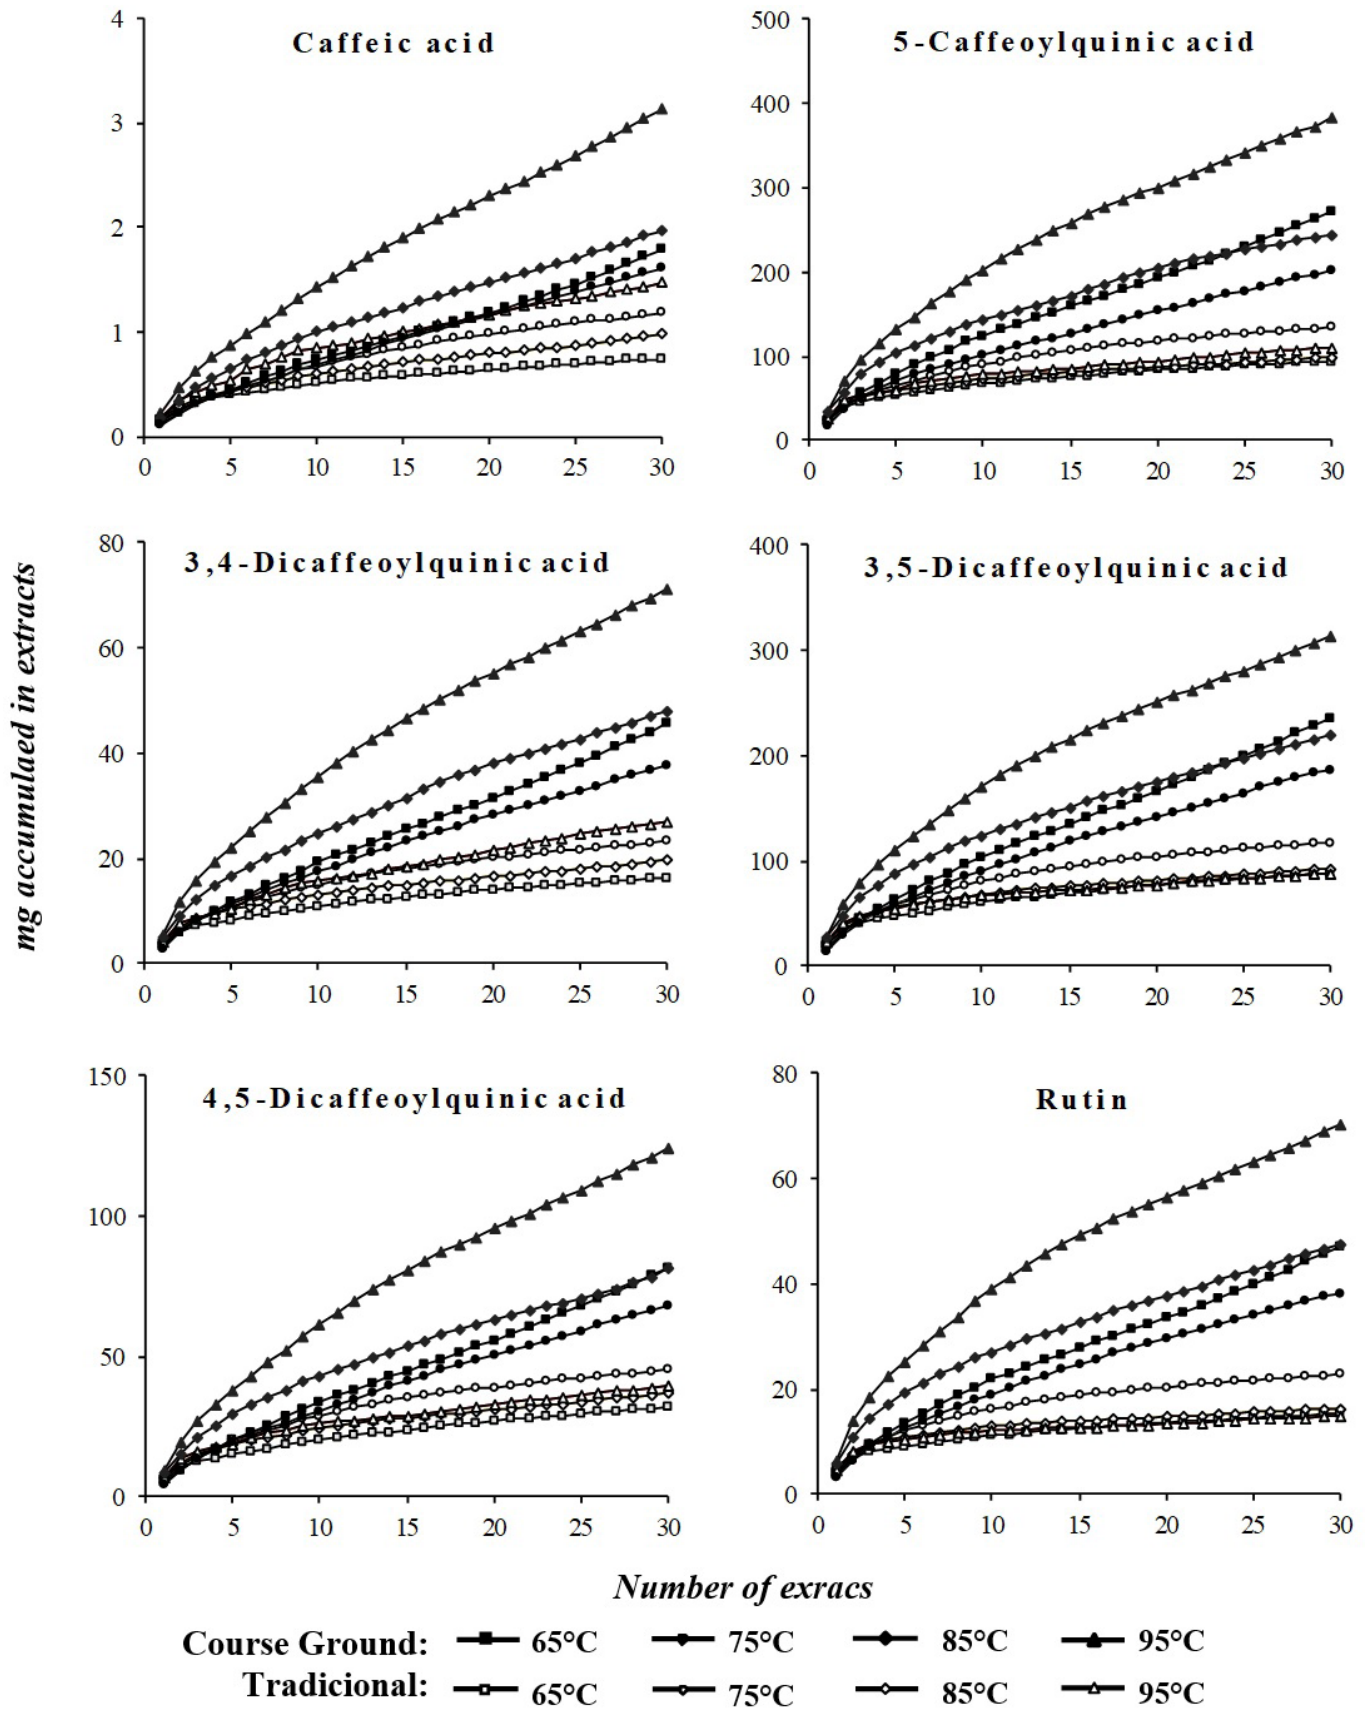 Caffeic acid
4
3
2
1
0
0 5 10 15 20 25 30
5-Caffeoylquinic acid
500
400
300
200
100
0
0 5 10 15 20 25 30
3,4-Dicaffeoylquinic acid
80
60
40
20
0
0 5 10 15 20 25 30
3,5-Dicaffeoylquinic acid
400
300
200
100
0
0 5 10 15 20 25 30
4,5-Dicaffeoylquinic acid
150
100
50
0
0 5 10 15 20 25 30
Rutin
80
60
40
20
0
0 5 10 15 20 25 30
mg accumulaed in extracts
Number of exracs
Course Ground: 65°C 75°C 85°C 95°C
Tradicional: 65°C 75°C 85°C 95°C